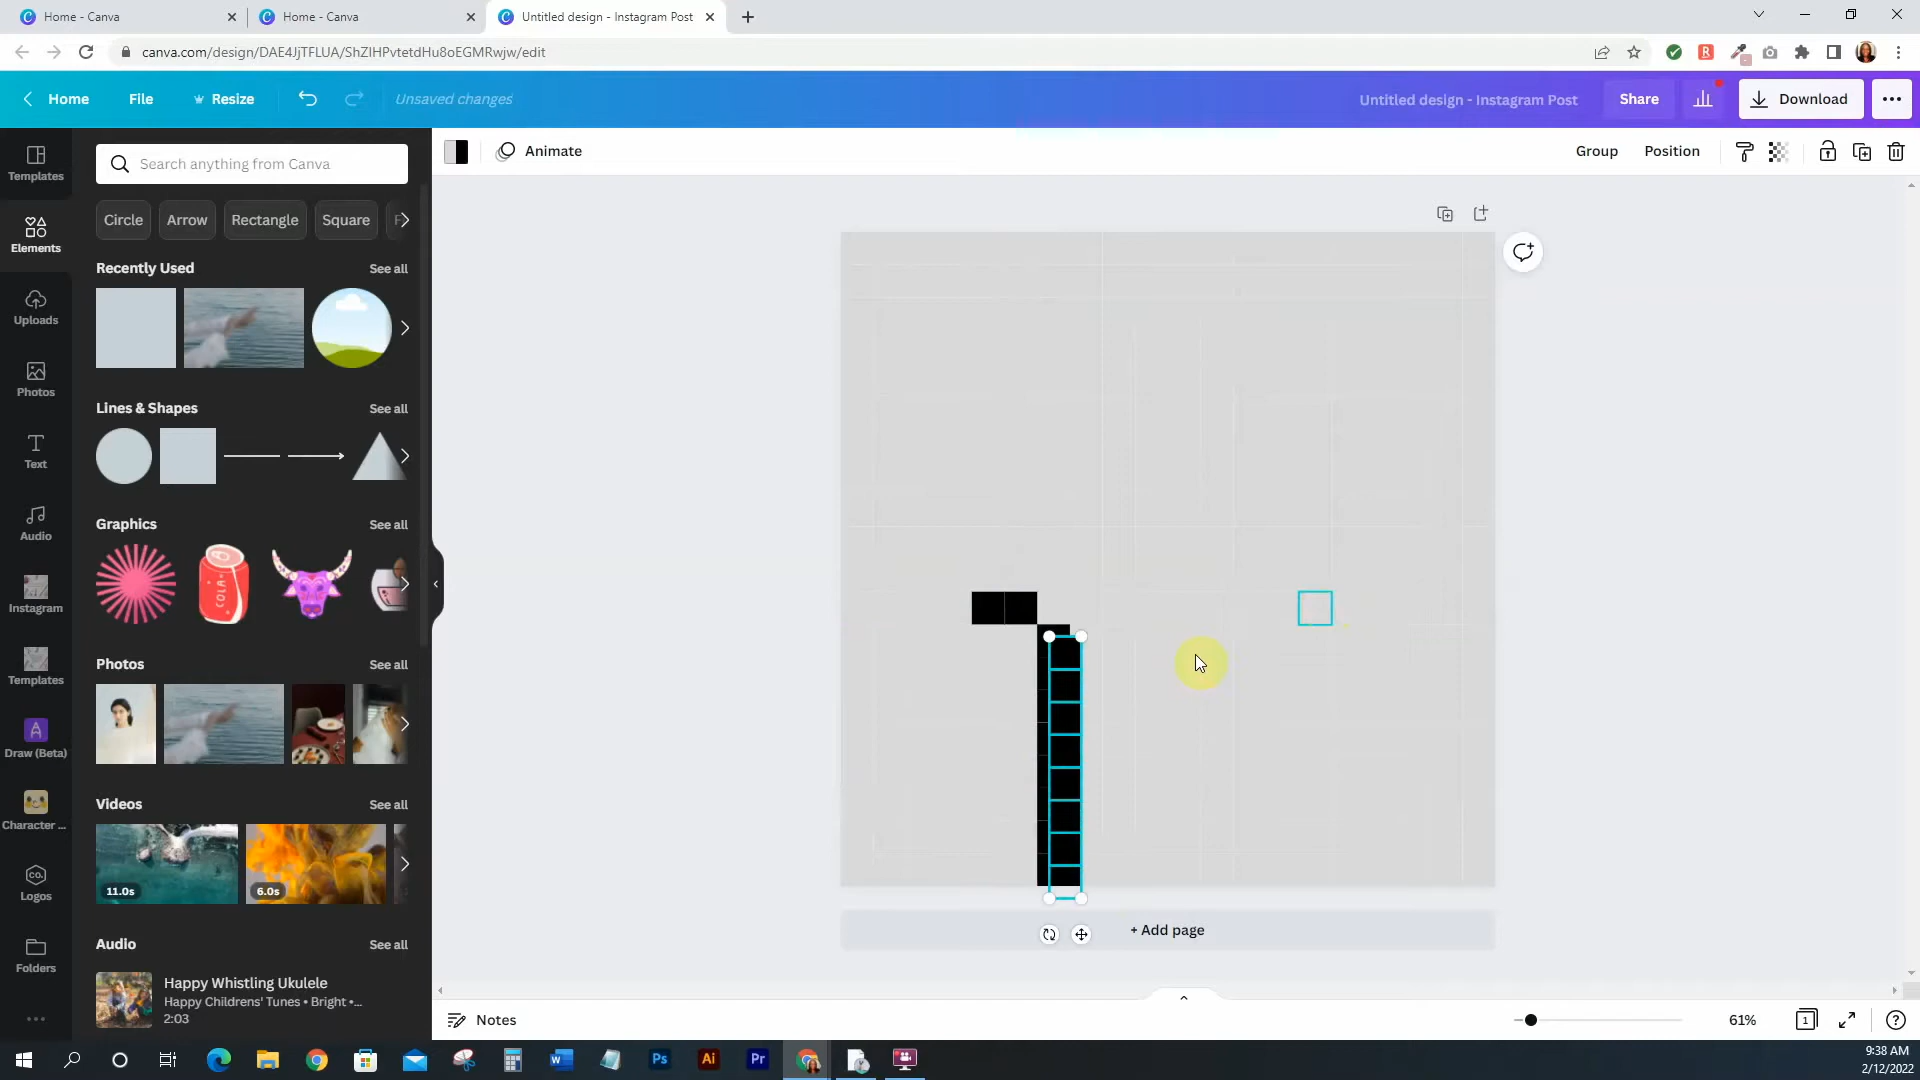 Home - Canva
Home - Canva
Untitled design - Instagram Post
canva.com/design/DAE4JjTFLUA/ShZIHPvtetdHu8oEGMRwjw/edit
Home
File
Resize
Unsaved changes
Untitled design - Instagram Post
Share
Download
Templates
Search anything from Canva
Animate
Group
Position
Elements
Circle
Arrow
Rectangle
Square
Recently Used
See all
Uploads
Photos
Lines & Shapes
See all
Text
Audio
Graphics
See all
COLA
Instagram
Templates
Photos
See all
Draw (Beta)
Character ...
Videos
See all
11.0s
6.0s
CO.
Logos
Folders
Audio
See all
Happy Whistling Ukulele
Happy Childrens' Tunes • Bright •...
2:03
+ Add page
Notes
61%
1
9:38 AM
2/12/2022